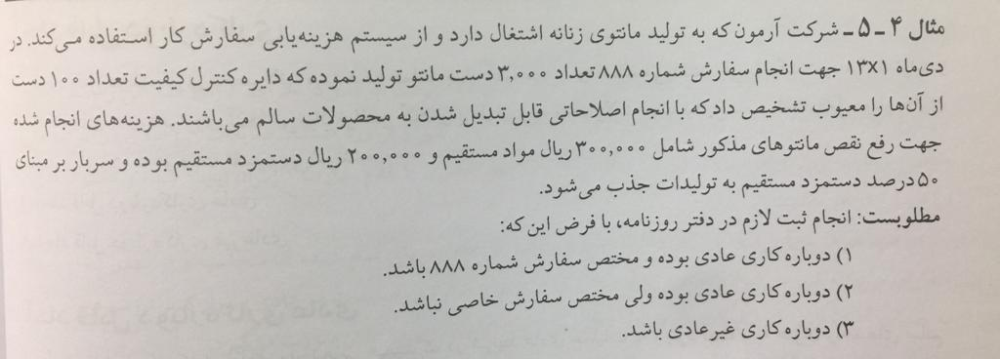 مثال ۴ ـ ۵ ـ شرکت آرمون که به تولید مانتوی زنانه اشتغال دارد و از سیستم هزینه‌یابی سفارش کار استفاده می‌کند. در
دی‌ماه ۱۳X۱ جهت انجام سفارش شماره ۸۸۸ تعداد ۳,۰۰۰ دست مانتو تولید نموده که دایره کنترل کیفیت تعداد ۱۰۰ دست
از آن‌ها را معیوب تشخیص داد که با انجام اصلاحاتی قابل تبدیل شدن به محصولات سالم می‌باشند. هزینه‌های انجام شده
جهت رفع نقص مانتوهای مذکور شامل ۳۰۰,۰۰۰ ریال مواد مستقیم و ۲۰۰,۰۰۰ ریال دستمزد مستقیم بوده و سربار بر مبنای
۵۰ درصد دستمزد مستقیم به تولیدات جذب می‌شود.
مطلوبست: انجام ثبت لازم در دفتر روزنامه، با فرض این که:
۱) دوباره‌کاری عادی بوده و مختص سفارش شماره ۸۸۸ باشد.
۲) دوباره‌کاری عادی بوده ولی مختص سفارش خاصی نباشد.
۳) دوباره‌کاری غیرعادی باشد.